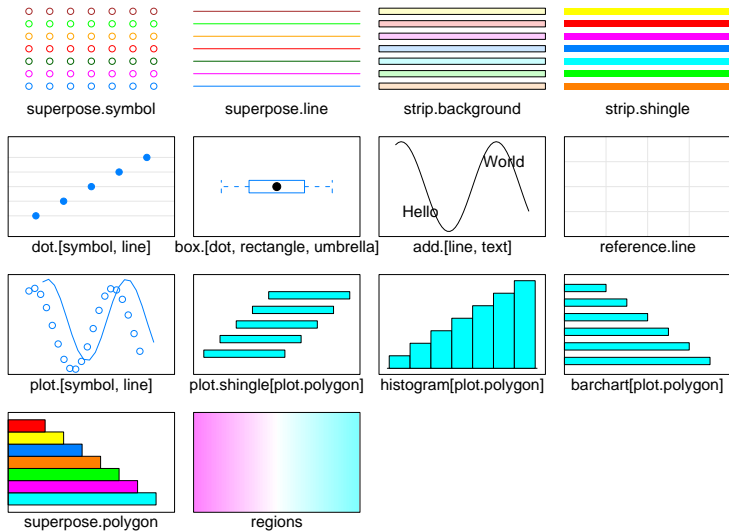 superpose.symbol
superpose.line
strip.background
strip.shingle
World
Hello
dot.[symbol, line]
box.[dot, rectangle, umbrella]
add.[line, text]
reference.line
plot.[symbol, line]
plot.shingle[plot.polygon]
histogram[plot.polygon]
barchart[plot.polygon]
superpose.polygon
regions